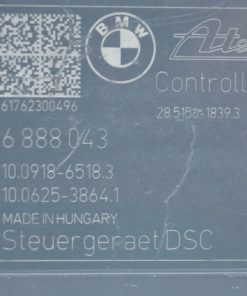 BMW
Ate
61762300496
Controll
28.5158-1839.3
6 888 043
10.0918-6518.3
10.0625-3864.1
MADE IN HUNGARY
Steuergeraet DSC